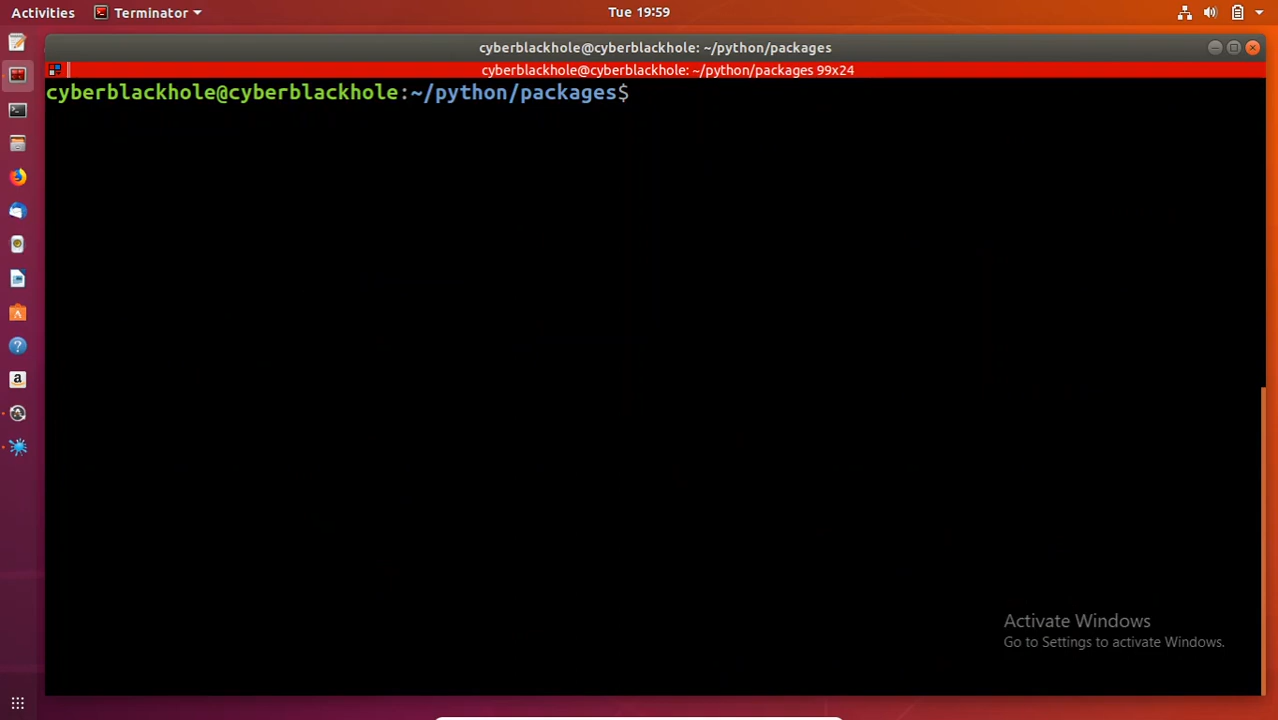 Activities Terminator Tue 19:59
cyberblackhole@cyberblackhole: ~/python/packages
cyberblackhole@cyberblackhole: ~/python/packages 99x24
cyberblackhole@cyberblackhole:~/python/packages$
Activate Windows
Go to Settings to activate Windows.